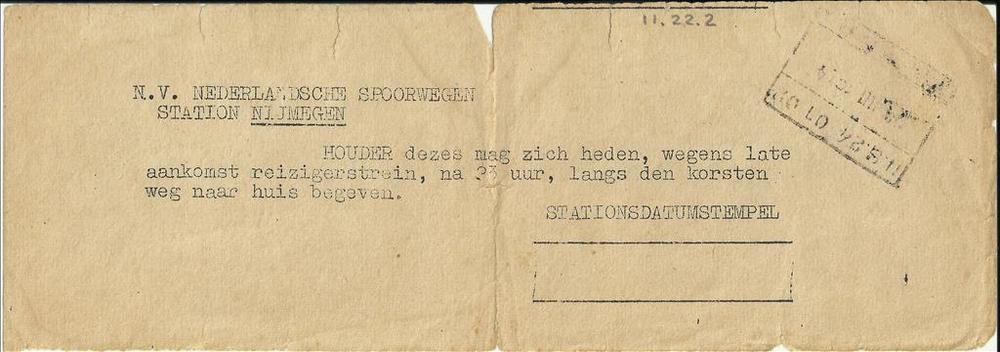 11.22.2
N.V. NEDERLANDSCHE SPOORWEGEN
STATION NIJMEGEN
HOUDER dezes mag zich heden, wegens late
aankomst reizigerstrein, na 23 uur, langs den korsten
weg naar huis begeven.
STATIONSDATUMSTEMPEL